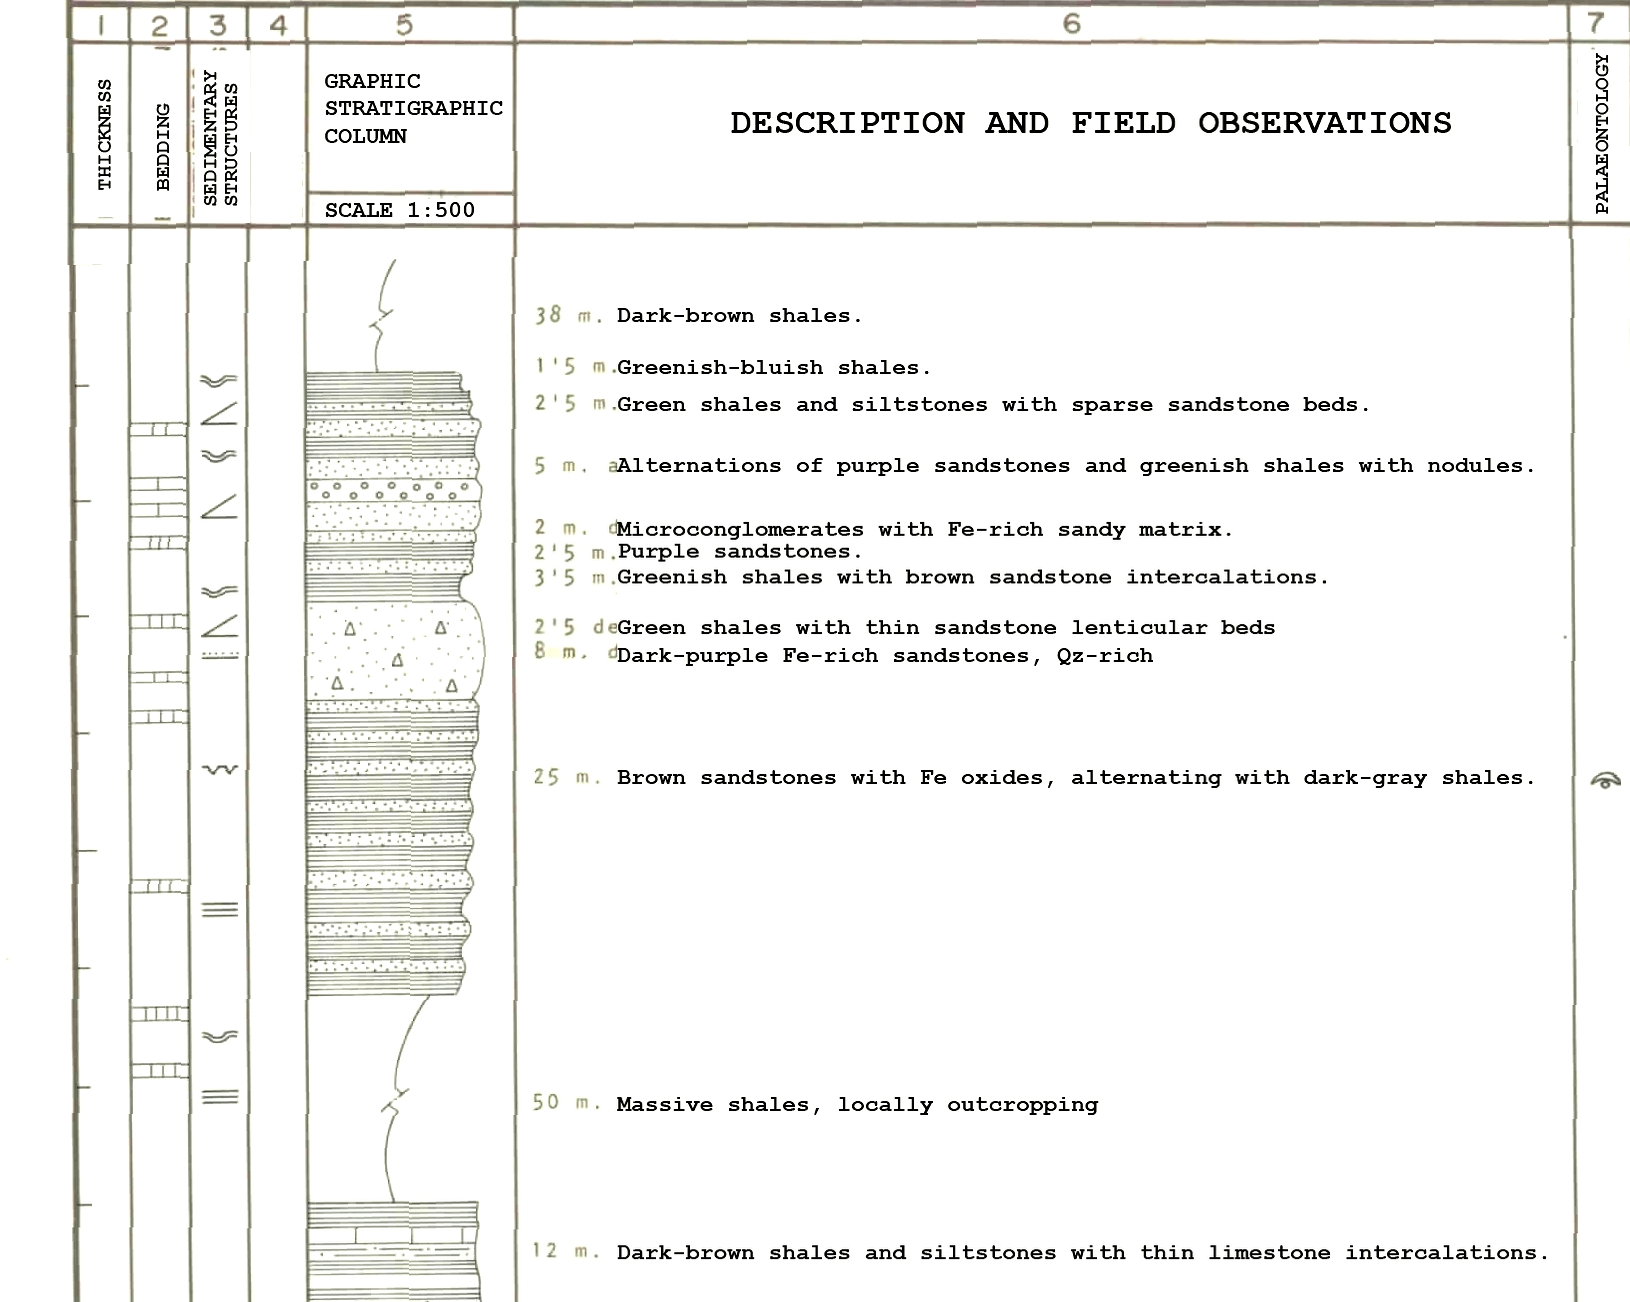 1 2 3 4 5 6 7
THICKNESS
BEDDING
SEDIMENTARY
STRUCTURES
GRAPHIC
STRATIGRAPHIC
COLUMN
SCALE 1:500
DESCRIPTION AND FIELD OBSERVATIONS
PALAEONTOLOGY
38 m. Dark-brown shales.
1'5 m. Greenish-bluish shales.
2'5 m. Green shales and siltstones with sparse sandstone beds.
5 m. a Alternations of purple sandstones and greenish shales with nodules.
2 m. d Microconglomerates with Fe-rich sandy matrix.
2'5 m. Purple sandstones.
3'5 m. Greenish shales with brown sandstone intercalations.
2'5 de Green shales with thin sandstone lenticular beds
8 m. d Dark-purple Fe-rich sandstones, Qz-rich
25 m. Brown sandstones with Fe oxides, alternating with dark-gray shales.
50 m. Massive shales, locally outcropping
12 m. Dark-brown shales and siltstones with thin limestone intercalations.